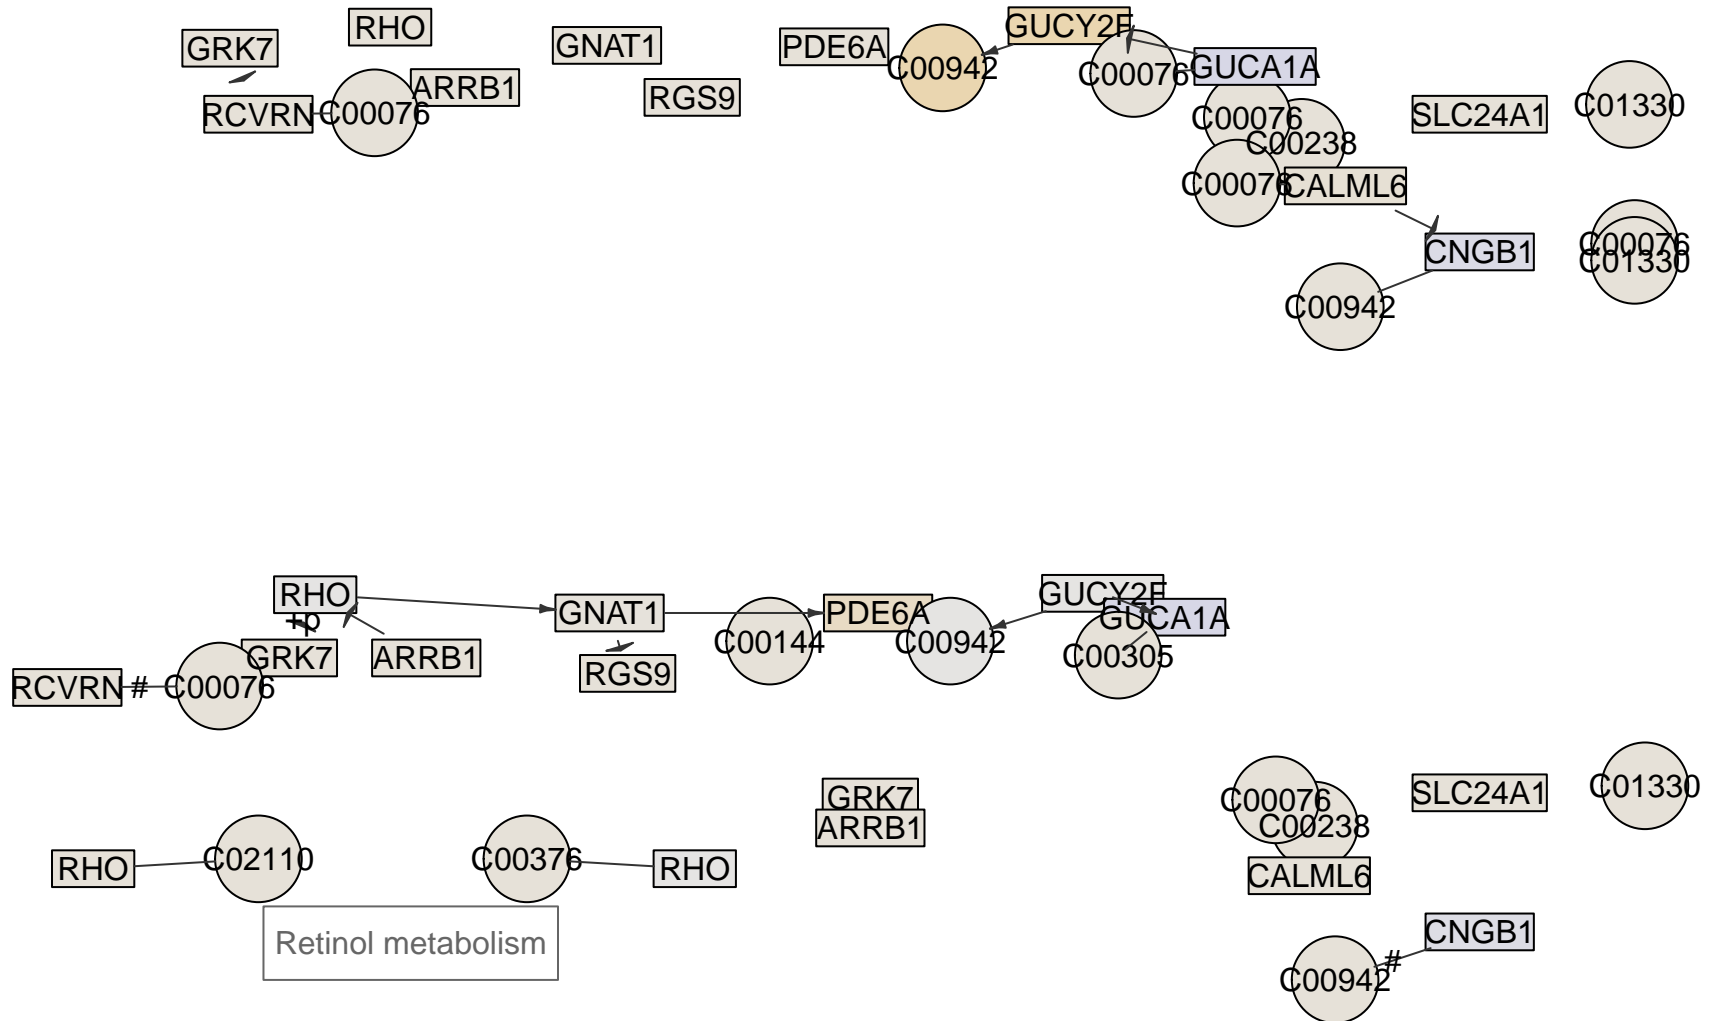 RHO
GRK7
GNAT1
PDE6A
C00942
GUCY2F
C00076
GUCA1A
ARRB1
RCVRN
C00076
RGS9
C00076
C00238
SLC24A1
C01330
C00076
CALML6
CNGB1
C00076
C01330
C00942
RHO
+p
GNAT1
PDE6A
GUCY2F
GUCA1A
C00144
C00942
C00305
GRK7
ARRB1
RGS9
RCVRN
#
C00076
GRK7
ARRB1
C00076
C00238
SLC24A1
C01330
RHO
C02110
C00376
RHO
CALML6
Retinol metabolism
CNGB1
#
C00942